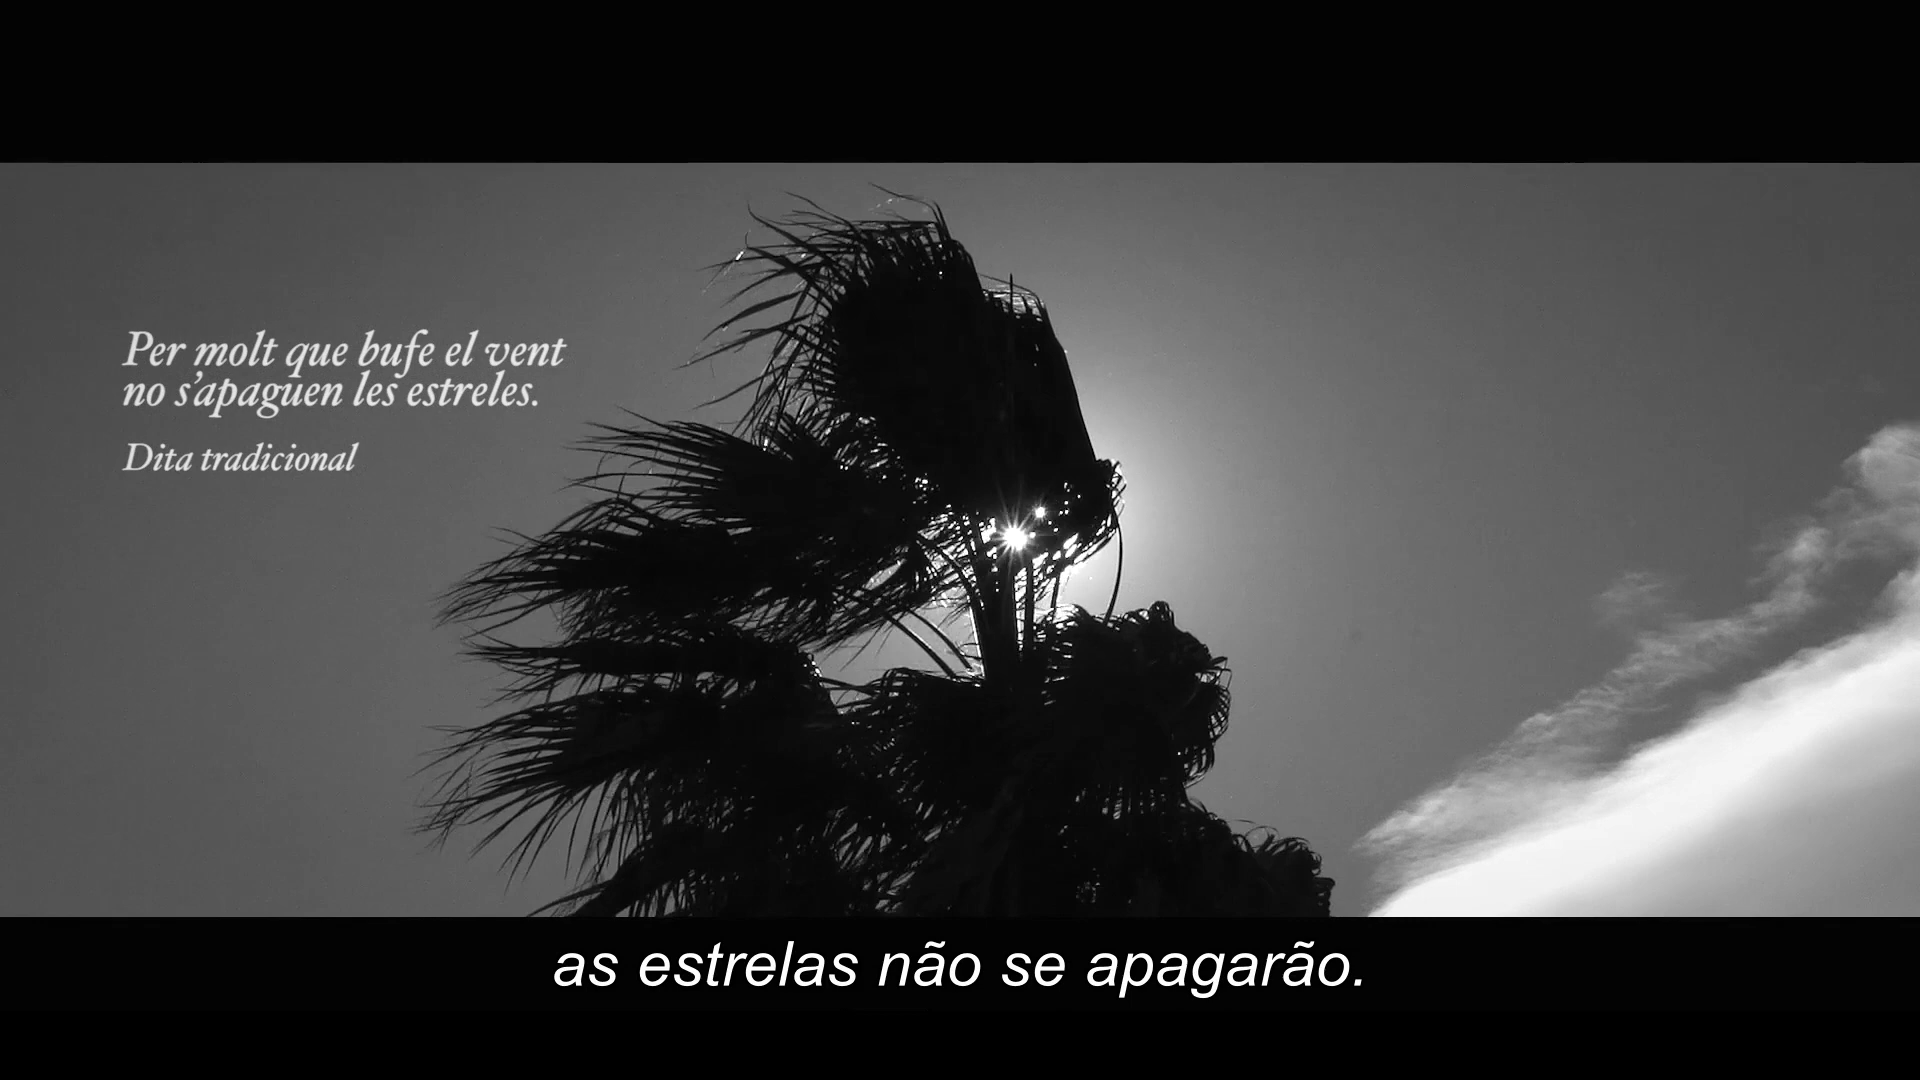 Per molt que bufe el vent
no s'apaguen les estreles.
Dita tradicional
as estrelas não se apagarão.